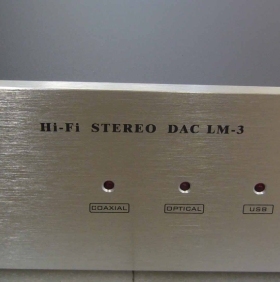 Hi-Fi STEREO DAC LM-3
COAXIAL OPTICAL USB